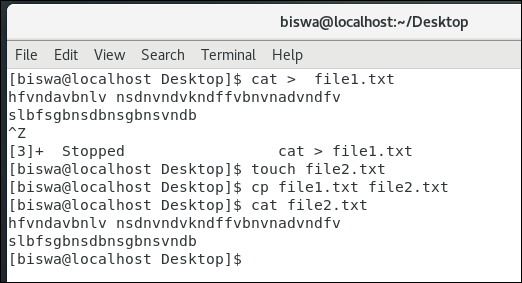 biswa@localhost:~/Desktop
File Edit View Search Terminal Help
[biswa@localhost Desktop]$ cat >  file1.txt
hfvndavbnlv nsdnvndvkndffvbnvnadvndfv
slbfsgbnsdbnsgbnsvndb
^Z
[3]+  Stopped                 cat > file1.txt
[biswa@localhost Desktop]$ touch file2.txt
[biswa@localhost Desktop]$ cp file1.txt file2.txt
[biswa@localhost Desktop]$ cat file2.txt
hfvndavbnlv nsdnvndvkndffvbnvnadvndfv
slbfsgbnsdbnsgbnsvndb
[biswa@localhost Desktop]$